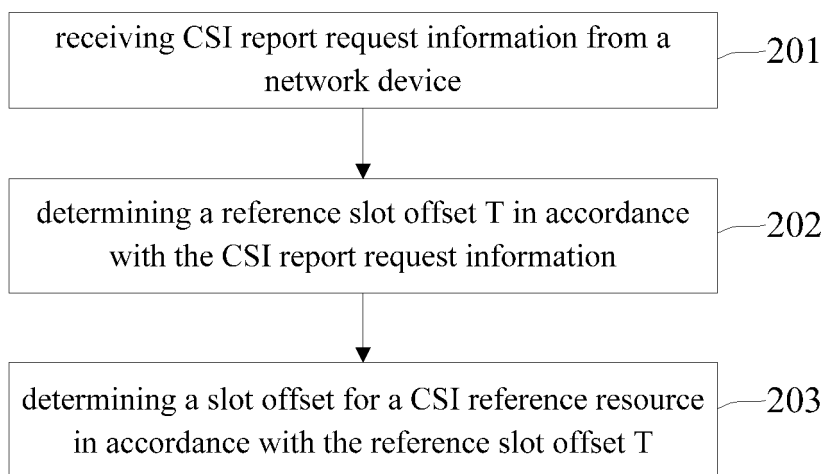 receiving CSI report request information from a
network device
201
determining a reference slot offset T in accordance
with the CSI report request information
202
determining a slot offset for a CSI reference resource
in accordance with the reference slot offset T
203